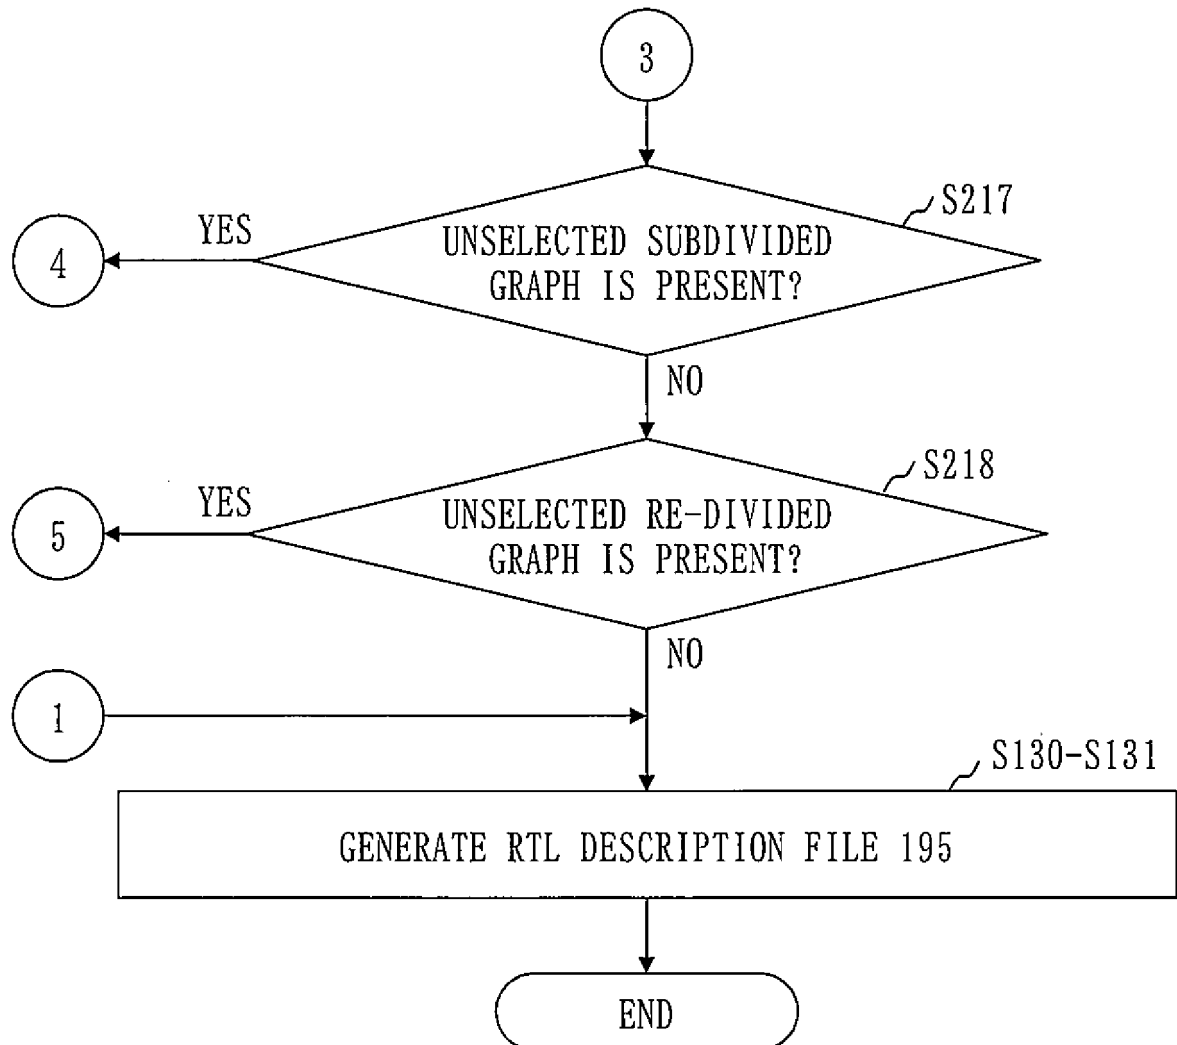 3
S217
YES
4
UNSELECTED SUBDIVIDED
GRAPH IS PRESENT?
NO
S218
YES
5
UNSELECTED RE-DIVIDED
GRAPH IS PRESENT?
NO
1
S130-S131
GENERATE RTL DESCRIPTION FILE 195
END